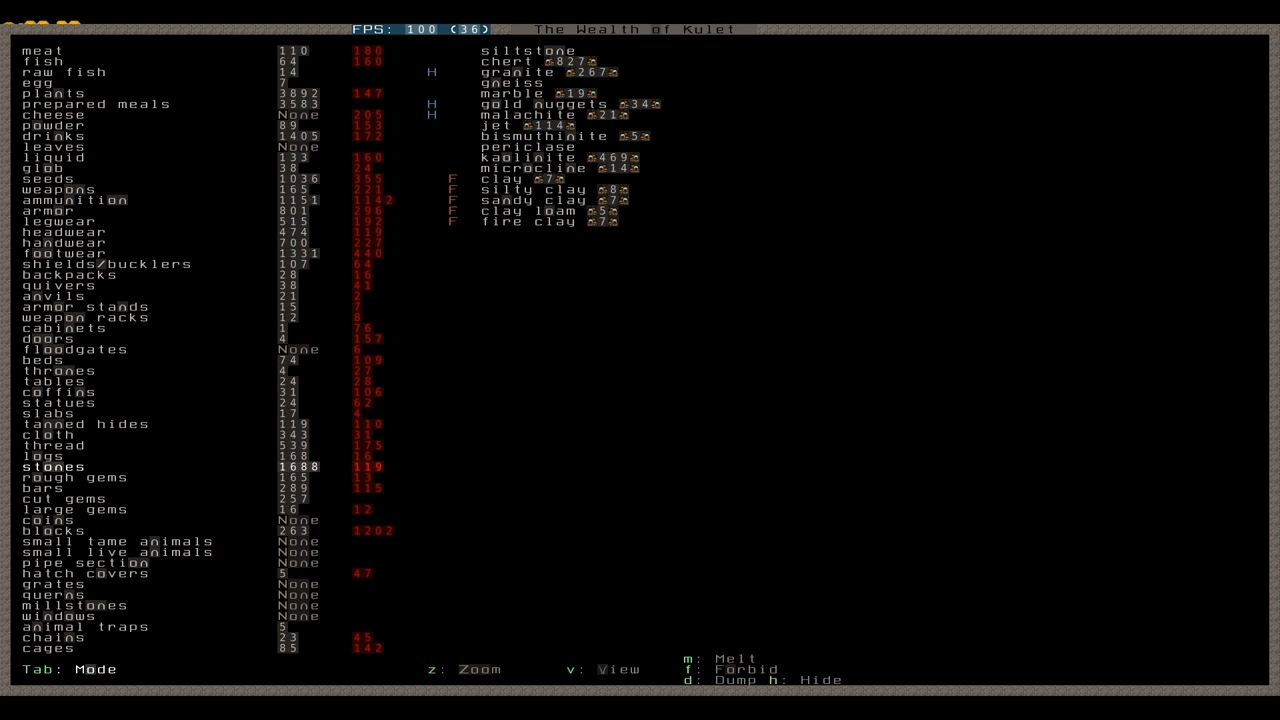 FPS: 100 (36) The Wealth of Kulet
meat 110 180 siltstone
fish 64 160 chert 827
raw fish 14 H granite 267
egg 7 gneiss
plants 3892 147 marble 19
prepared meals 3583 H gold nuggets 34
cheese None 205 H malachite 21
powder 89 153 jet 114
drinks 1405 172 bismuthinite 5
leaves None periclase
liquid 133 160 kaolinite 469
glob 38 24 microcline 14
seeds 1036 355 F clay 7
weapons 165 221 F silty clay 8
ammunition 1151 1142 F sandy clay 7
armor 801 296 F clay loam 5
legwear 515 192 F fire clay 7
headwear 474 119
handwear 700 227
footwear 1331 440
shields/bucklers 107 64
backpacks 28 16
quivers 38 41
anvils 21 2
armor stands 15 7
weapon racks 12 8
cabinets 1 76
doors 4 157
floodgates None 6
beds 74 109
thrones 4 27
tables 24 28
coffins 31 106
statues 24 62
slabs 17 4
tanned hides 119 110
cloth 343 31
thread 539 175
logs 168 16
stones 1688 119
rough gems 165 13
bars 289 115
cut gems 257
large gems 16 12
coins None
blocks 263 1202
small tame animals None
small live animals None
pipe section None
hatch covers 5 47
grates None
querns None
millstones None
windows None
animal traps 5
chains 23 45
cages 85 142
m: Melt
Tab: Mode z: Zoom v: View f: Forbid
d: Dump h: Hide